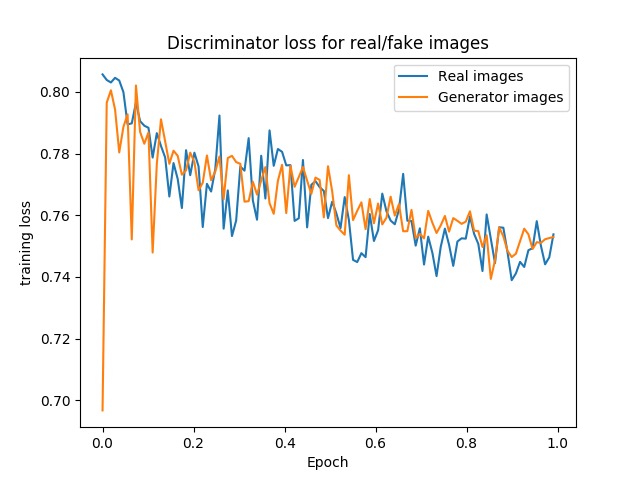 Discriminator loss for real/fake images
Real images
Generator images
0.80
0.78
0.76
0.74
0.72
0.70
training loss
0.0
0.2
0.4
0.6
0.8
1.0
Epoch